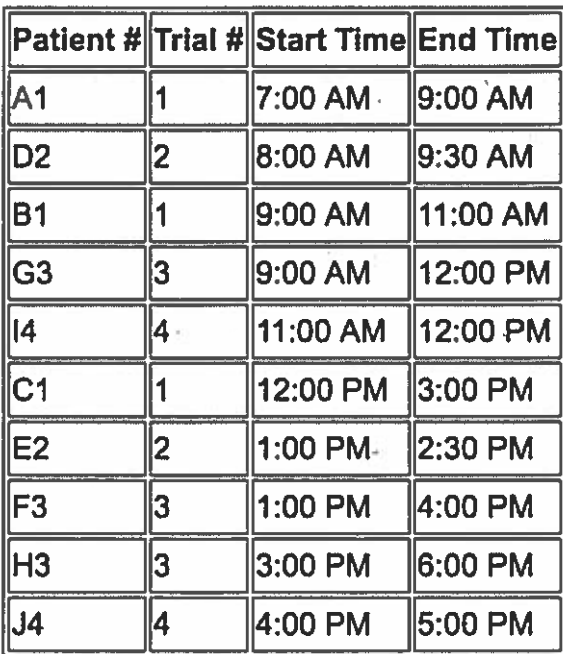 Patient # Trial # Start Time End Time
A1 1 7:00 AM 9:00 AM
D2 2 8:00 AM 9:30 AM
B1 1 9:00 AM 11:00 AM
G3 3 9:00 AM 12:00 PM
I4 4 11:00 AM 12:00 PM
C1 1 12:00 PM 3:00 PM
E2 2 1:00 PM 2:30 PM
F3 3 1:00 PM 4:00 PM
H3 3 3:00 PM 6:00 PM
J4 4 4:00 PM 5:00 PM